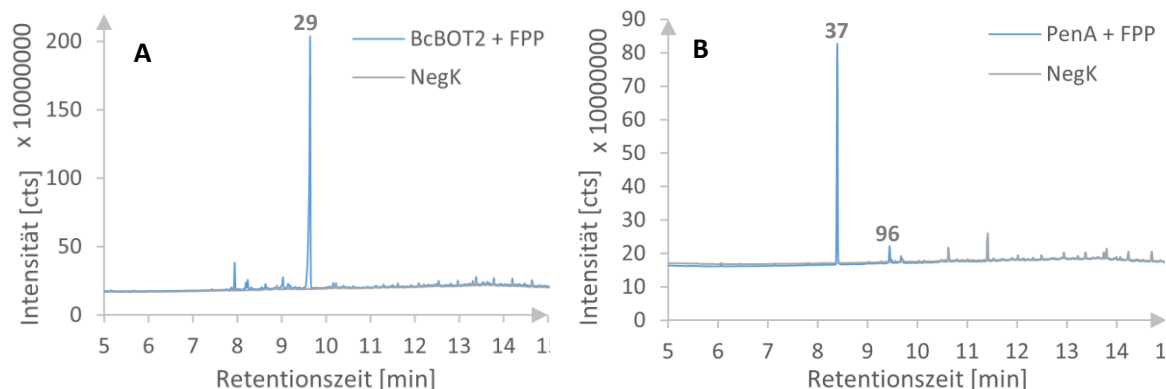 29
A
BcBOT2 + FPP
NegK
Intensität [cts] x 10000000
200
150
100
50
0
5 6 7 8 9 10 11 12 13 14
Retentionszeit [min]
37
B
PenA + FPP
NegK
96
Intensität [cts] x 10000000
90
80
70
60
50
40
30
20
10
0
5 6 7 8 9 10 11 12 13 14
Retentionszeit [min]